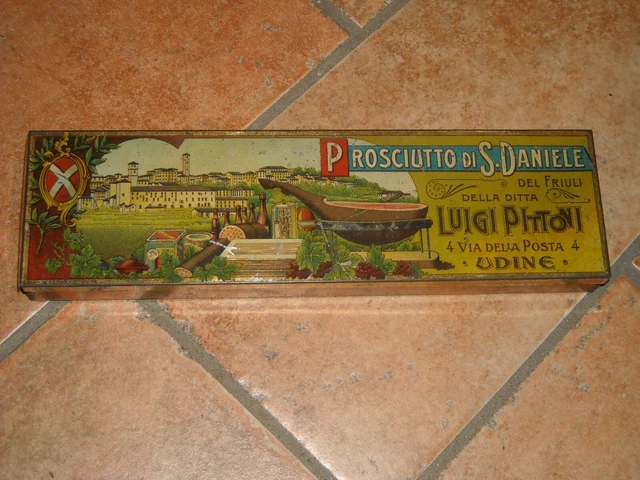 PROSCIUTTO DI S. DANIELE
DEL FRIULI
DELLA DITTA
LUIGI PITTONI
4 VIA DELLA POSTA 4
· UDINE ·